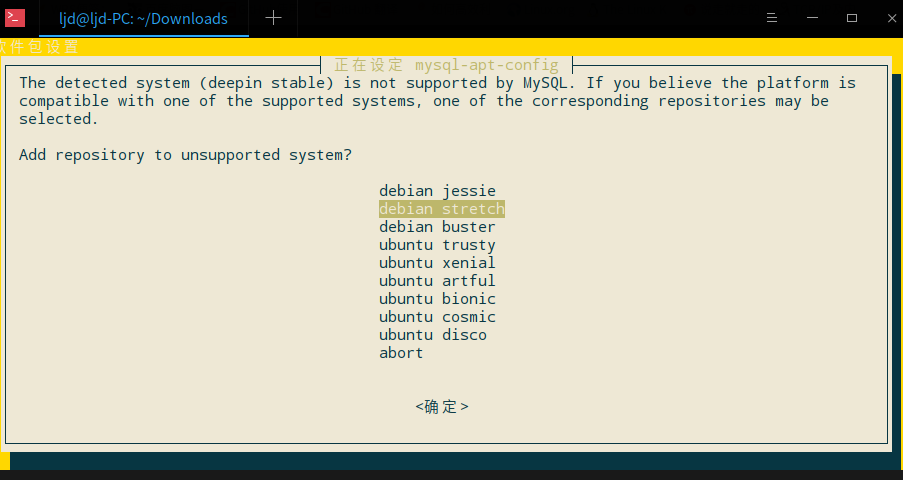 ljd@ljd-PC: ~/Downloads
软件包设置
正在设定 mysql-apt-config
The detected system (deepin stable) is not supported by MySQL. If you believe the platform is
compatible with one of the supported systems, one of the corresponding repositories may be
selected.
Add repository to unsupported system?
debian jessie
debian stretch
debian buster
ubuntu trusty
ubuntu xenial
ubuntu artful
ubuntu bionic
ubuntu cosmic
ubuntu disco
abort
<确定>